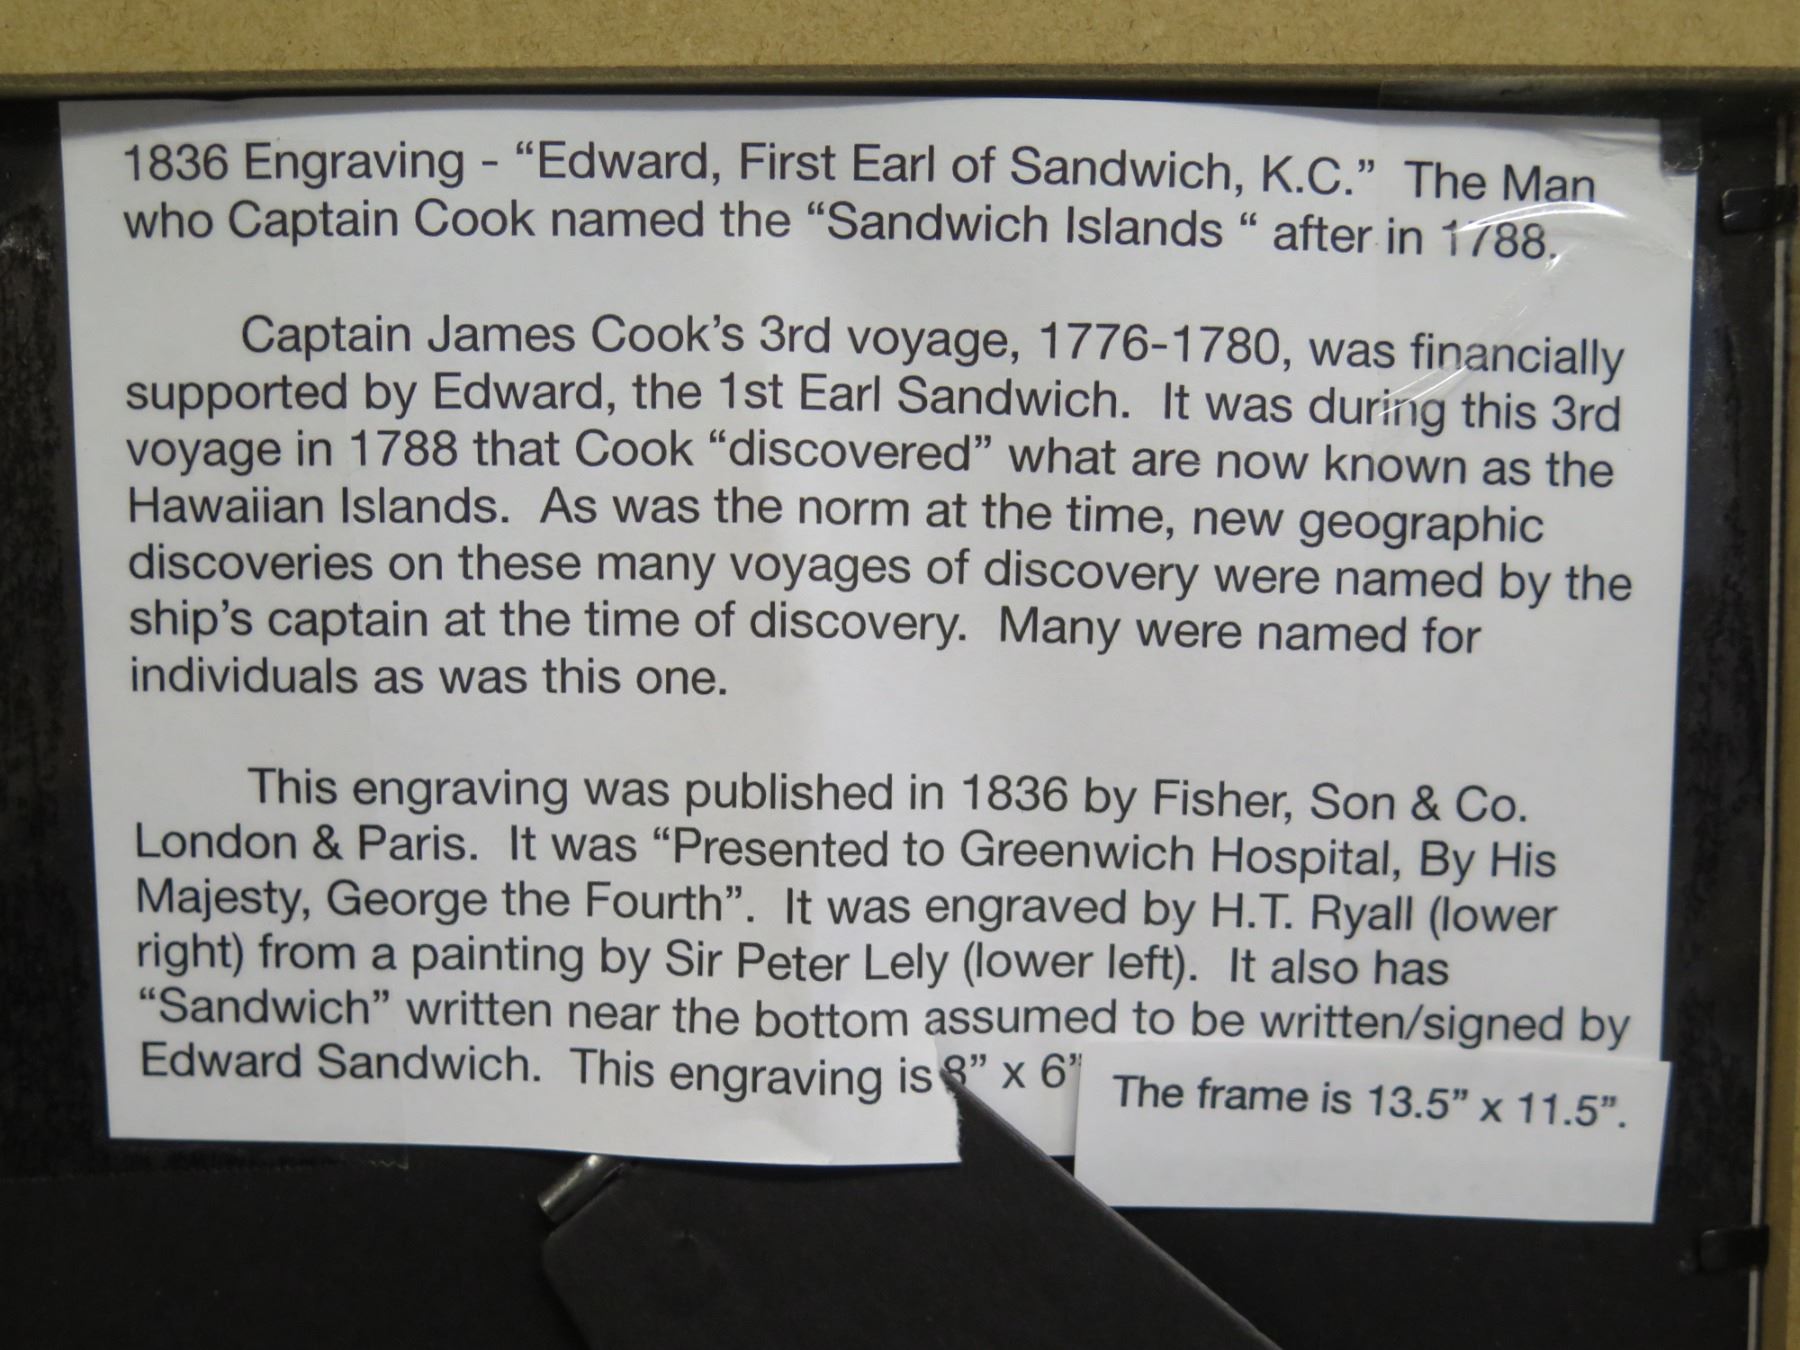 1836 Engraving - “Edward, First Earl of Sandwich, K.C.” The Man
who Captain Cook named the “Sandwich Islands “ after in 1788.
Captain James Cook’s 3rd voyage, 1776-1780, was financially
supported by Edward, the 1st Earl Sandwich. It was during this 3rd
voyage in 1788 that Cook “discovered” what are now known as the
Hawaiian Islands. As was the norm at the time, new geographic
discoveries on these many voyages of discovery were named by the
ship’s captain at the time of discovery. Many were named for
individuals as was this one.
This engraving was published in 1836 by Fisher, Son & Co.
London & Paris. It was “Presented to Greenwich Hospital, By His
Majesty, George the Fourth”. It was engraved by H.T. Ryall (lower
right) from a painting by Sir Peter Lely (lower left). It also has
“Sandwich” written near the bottom assumed to be written/signed by
Edward Sandwich. This engraving is 8” x 6”
The frame is 13.5” x 11.5”.